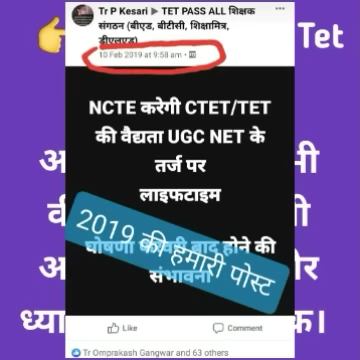 👉 Tet
Tr P Kesari ▶ TET PASS ALL शिक्षक
संगठन (बीएड, बीटीसी, शिक्षामित्र,
डीएलएड)
10 Feb 2019 at 9:58 am
NCTE करेगी CTET/TET
की वैद्यता UGC NET के
तर्ज पर
लाइफटाइम
घोषणा बाद होने की
संभावना
2019 की हमारी पोस्ट
Like Comment
Tr Omprakash Gangwar and 63 others